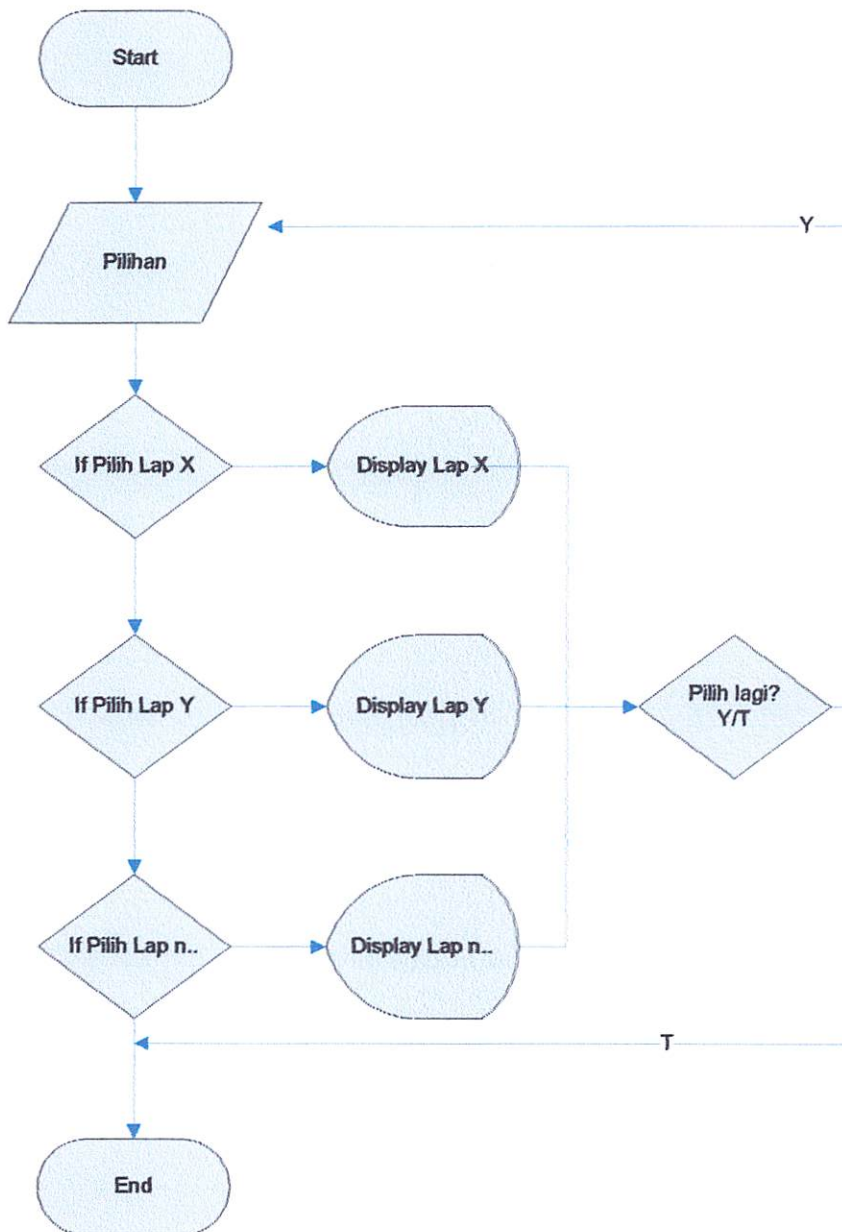 Start
Y
Pilihan
If Pilih Lap X
Display Lap X
If Pilih Lap Y
Display Lap Y
Pilih lagi?
Y/T
If Pilih Lap n..
Display Lap n..
T
End